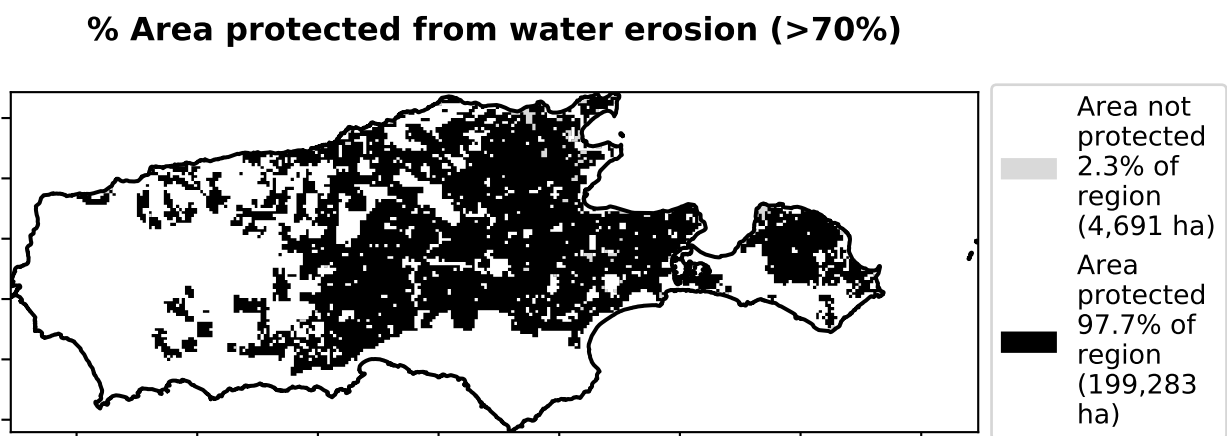 % Area protected from water erosion (>70%)
Area not
protected
2.3% of
region
(4,691 ha)
Area
protected
97.7% of
region
(199,283
ha)